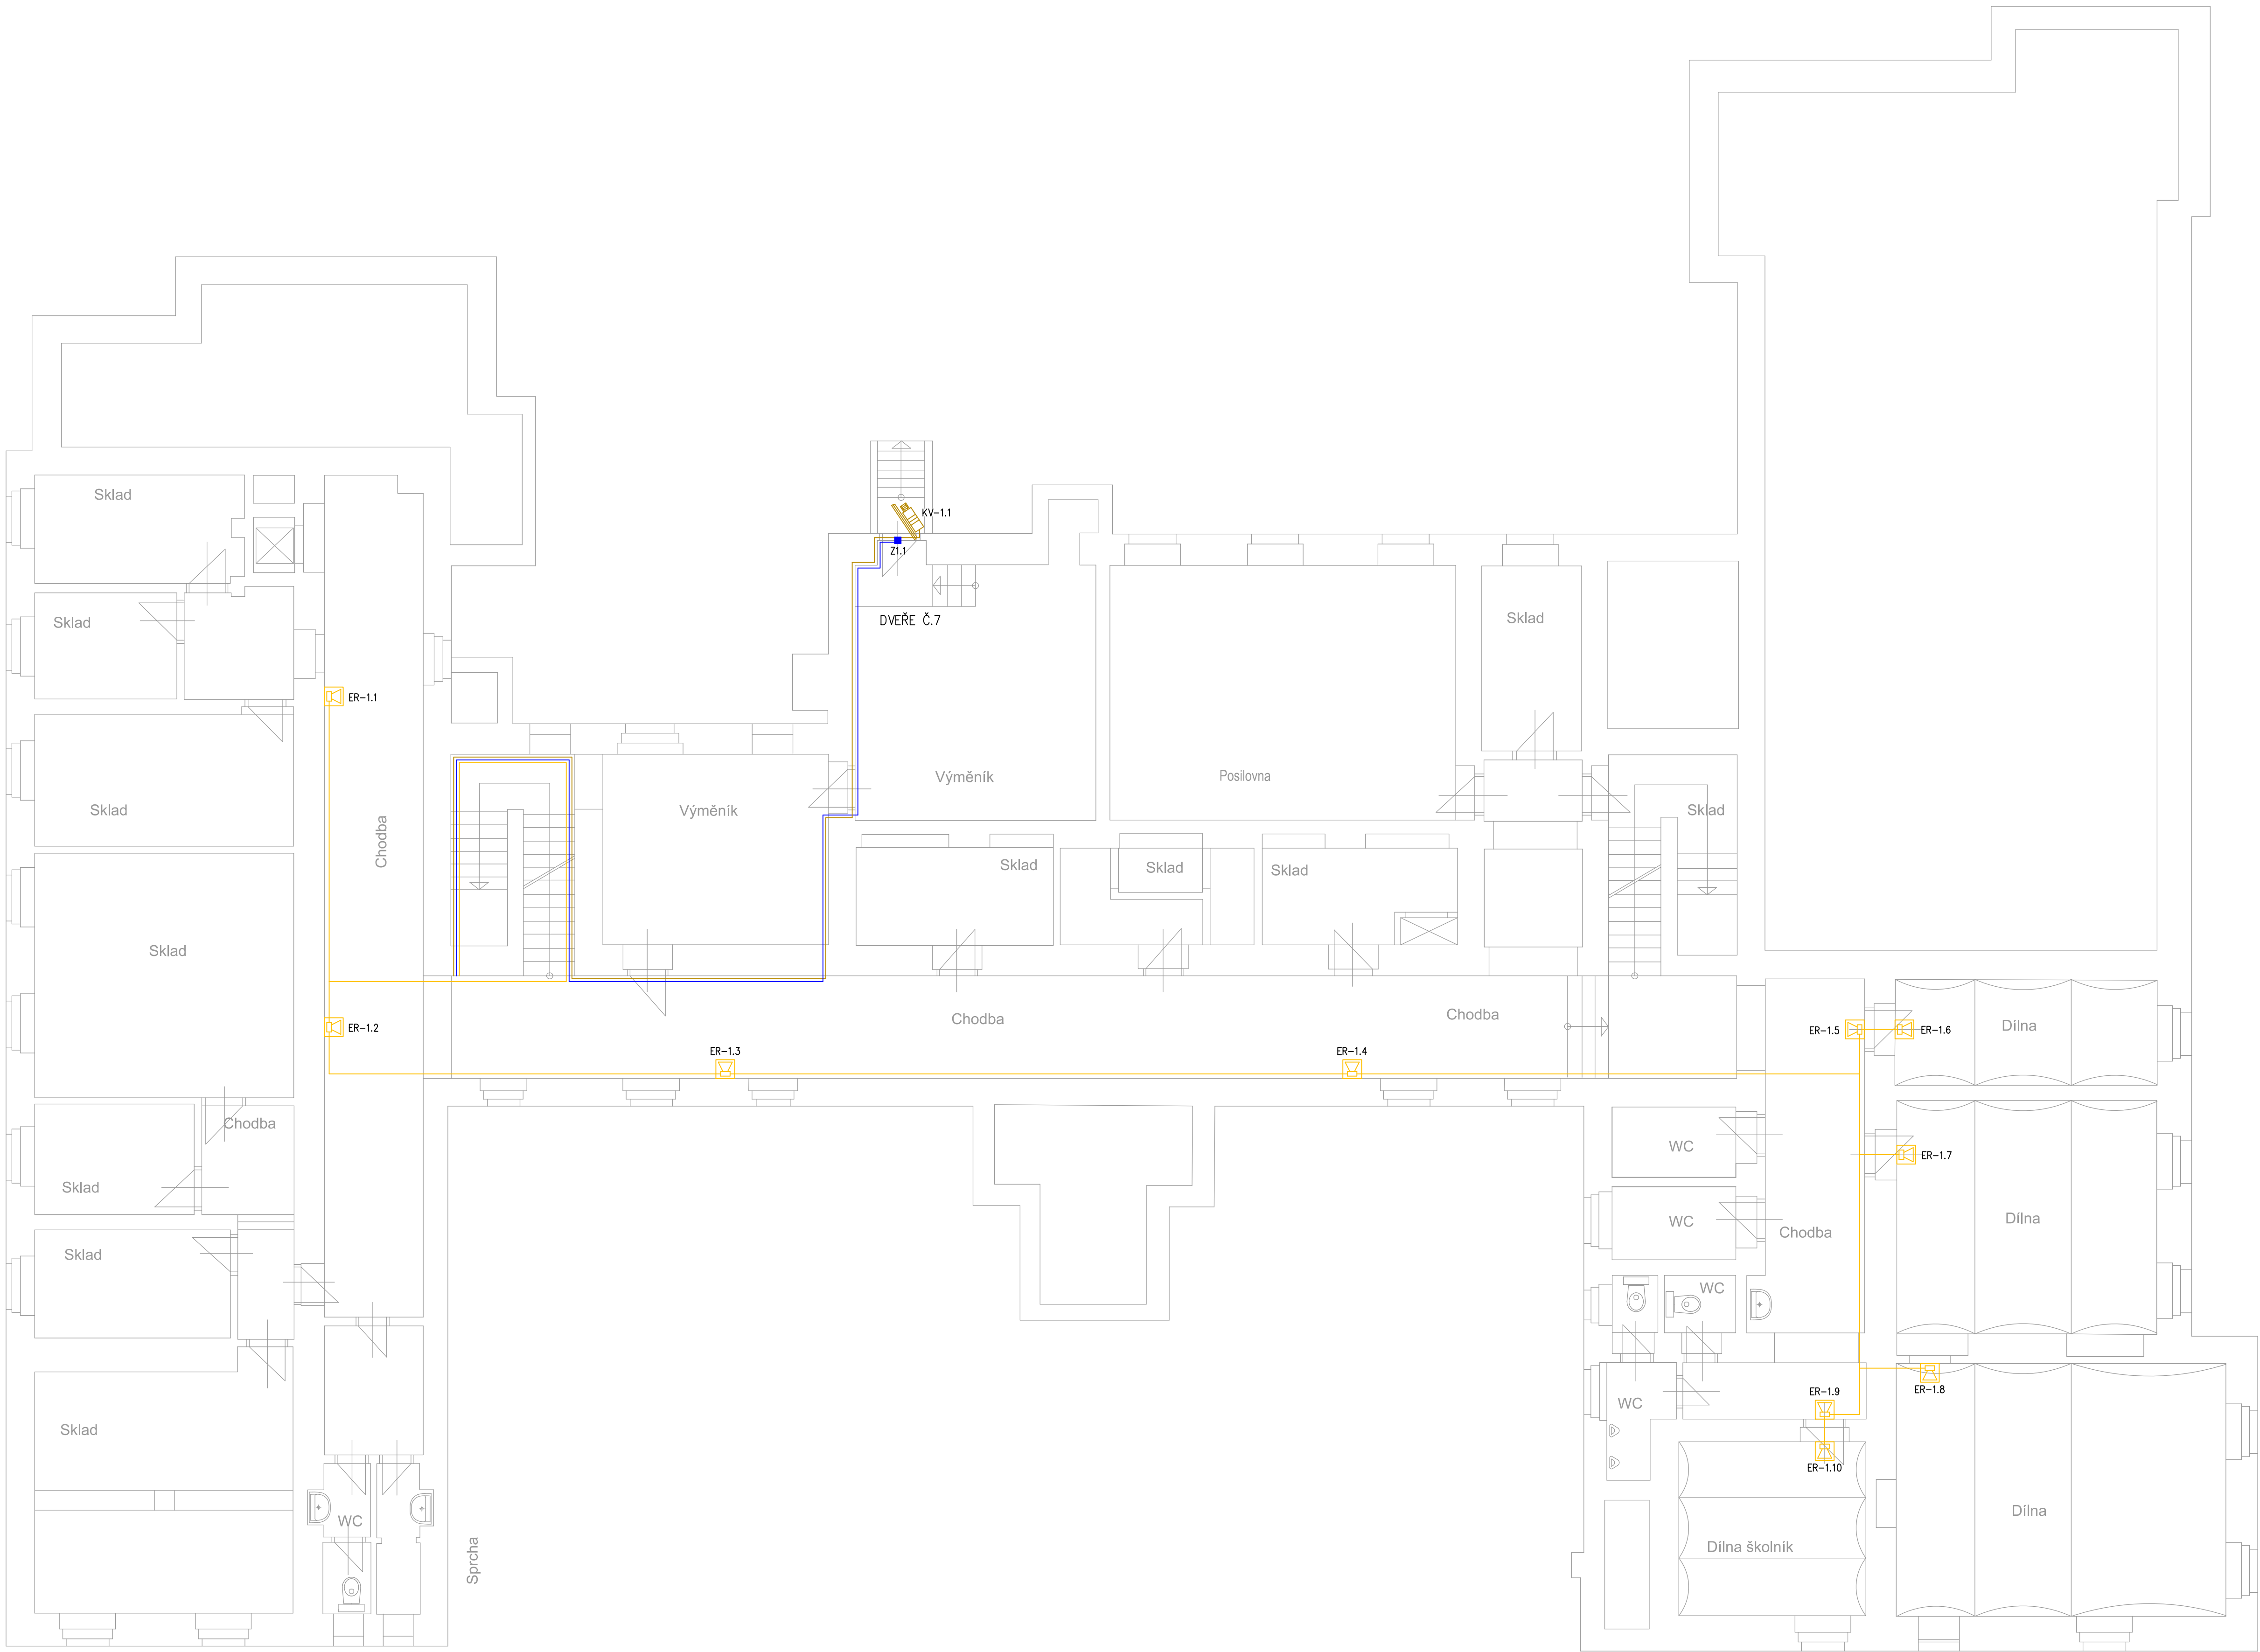 Sklad
KV-1.1
Z1.1
DVEŘE Č.7
Sklad
Sklad
ER-1.1
Sklad
Chodba
Výměník
Výměník
Posilovna
Sklad
Sklad
Sklad
Sklad
Sklad
Sklad
ER-1.2
Chodba
Chodba
ER-1.3
ER-1.4
ER-1.5
ER-1.6
Dílna
Chodba
WC
ER-1.7
Sklad
WC
Dílna
Chodba
Sklad
WC
ER-1.9
ER-1.8
WC
Sklad
ER-1.10
WC
Dílna
Dílna školník
Sprcha